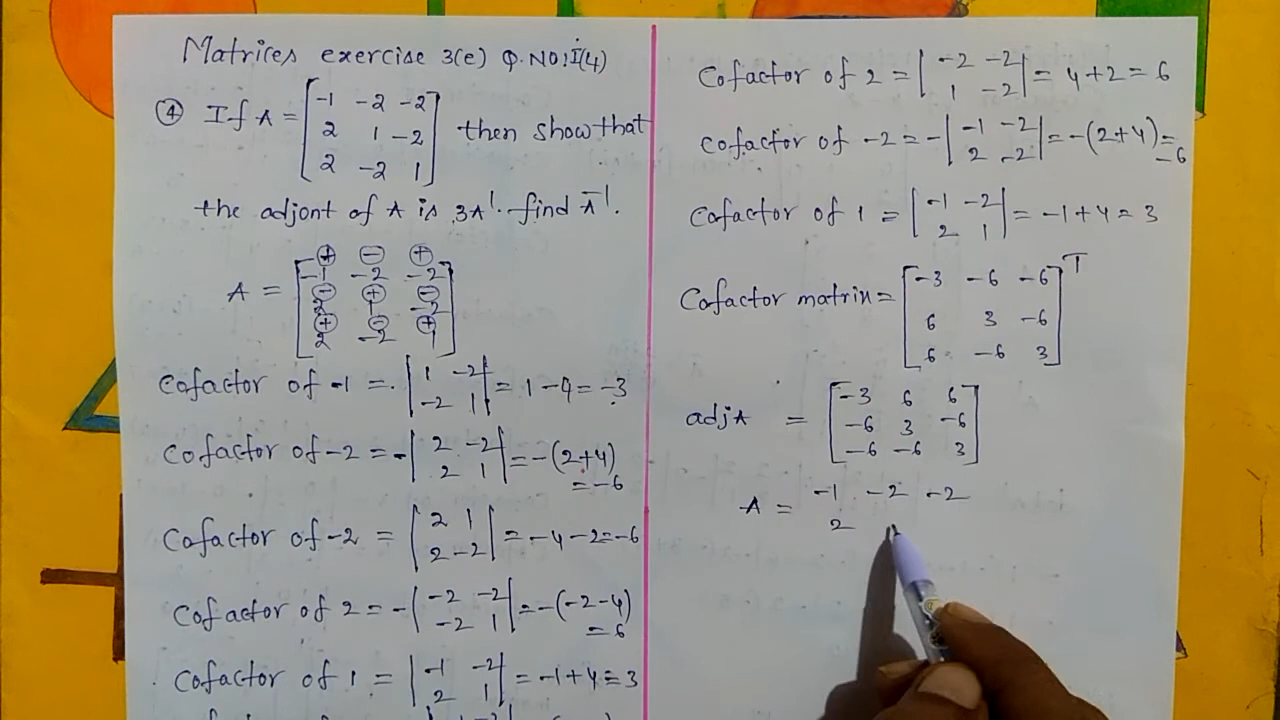 Matrices exercise 3(e) Q.NO:I(4)
④ If A = [-1 -2 -2
2 1 -2
2 -2 1] then show that
the adjont of A is 3A'. find A⁻¹.
⊕ ⊖ ⊕
A = [-1 -2 -2
⊖ ⊕ ⊖
2 1 -2
⊕ ⊖ ⊕
2 -2 1]
Cofactor of -1 = |1 -2
-2 1| = 1-4 = -3
Cofactor of -2 = -|2 -2
2 1| = -(2+4)
= -6
Cofactor of -2 = |2 1
2 -2| = -4-2 = -6
Cofactor of 2 = -|-2 -2
-2 1| = -(-2-4)
= 6
Cofactor of 1 = |-1 -2
2 1| = -1+4 = 3
Cofactor of 2 = |-2 -2
1 -2| = 4+2 = 6
Cofactor of -2 = -|-1 -2
2 -2| = -(2+4) =
-6
Cofactor of 1 = |-1 -2
2 1| = -1+4 = 3
Cofactor matrix = [-3 -6 -6
6 3 -6
6 -6 3]T
adjA = [-3 6 6
-6 3 -6
-6 -6 3]
A = -1 -2 -2
2